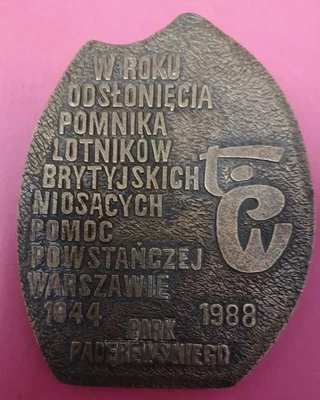 W ROKU
ODSŁONIĘCIA
POMNIKA
LOTNIKÓW
BRYTYJSKICH
NIOSĄCYCH
POMOC
POWSTAŃCZEJ
WARSZAWIE
1944 1988
PARK
PADEREWSKIEGO